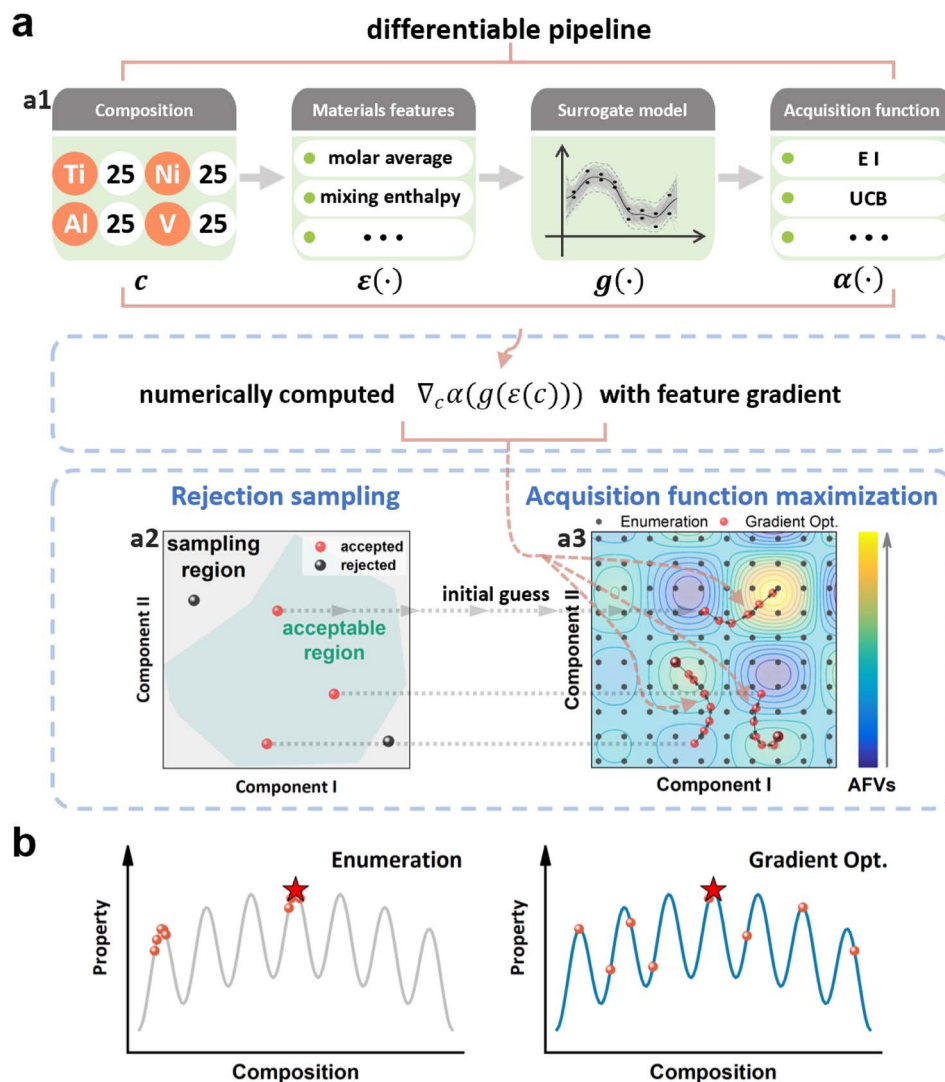 a
differentiable pipeline
a1
Composition
Materials features
Surrogate model
Acquisition function
Ti 25 Ni 25
Al 25 V 25
molar average
mixing enthalpy
• • •
E I
UCB
• • •
c
ε(·)
g(·)
α(·)
numerically computed ∇cα(g(ε(c))) with feature gradient
Rejection sampling
Acquisition function maximization
a2
sampling
region
accepted
rejected
acceptable
region
Component II
Component I
initial guess
a3
Enumeration
Gradient Opt.
Component II
Component I
AFVs
b
Enumeration
Property
Composition
Gradient Opt.
Property
Composition